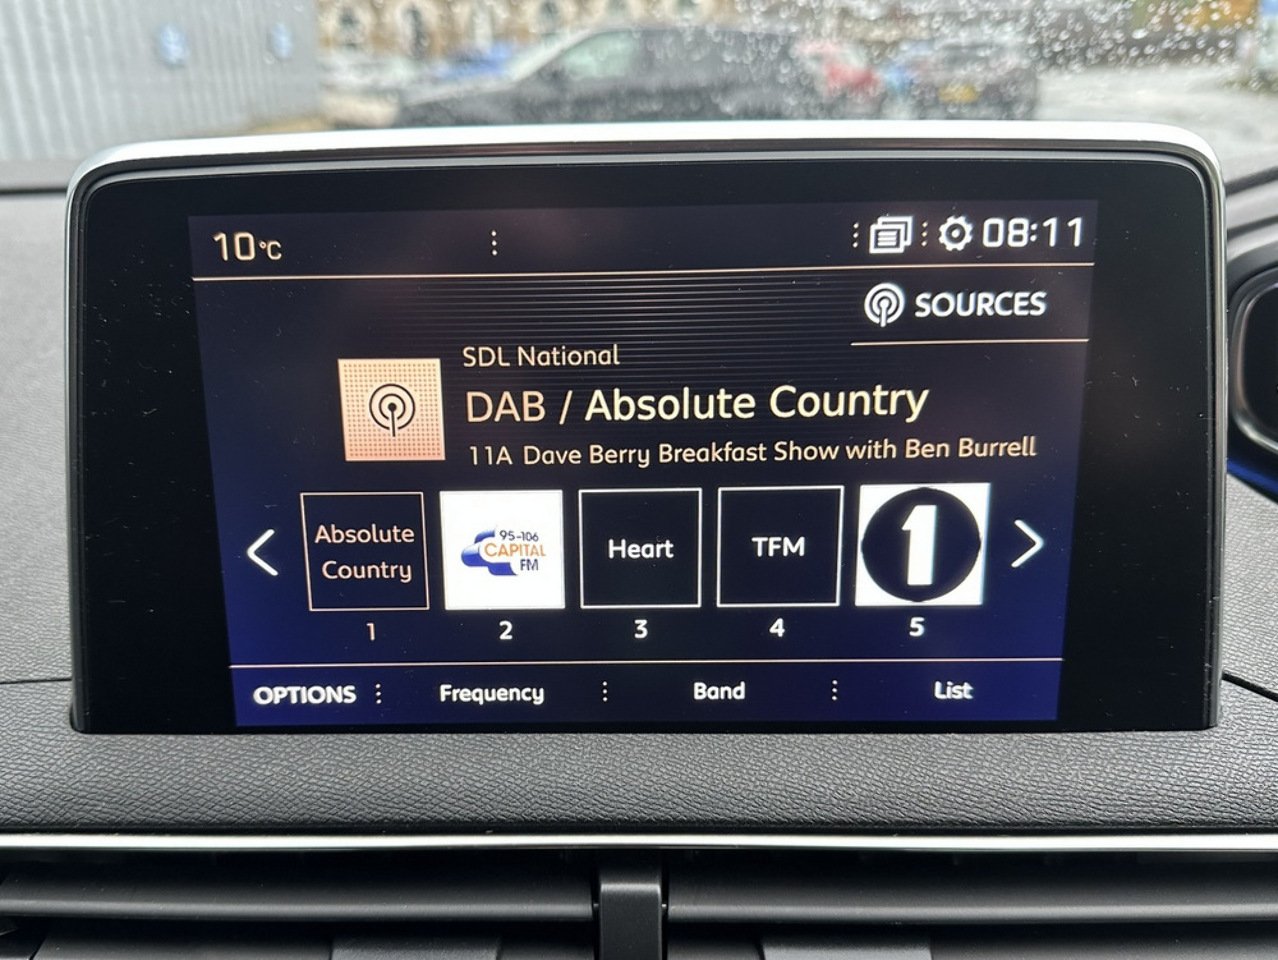 10°C
08:11
SOURCES
SDL National
DAB / Absolute Country
11A Dave Berry Breakfast Show with Ben Burrell
Absolute
Country
95-106
CAPITAL
FM
Heart
TFM
1
1
2
3
4
5
OPTIONS
Frequency
Band
List